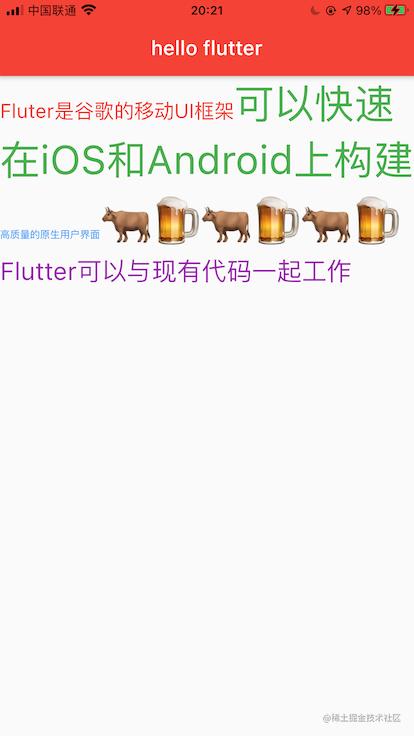 中国联通 20:21 98%
hello flutter
Fluter是谷歌的移动UI框架可以快速
在iOS和Android上构建
高质量的原生用户界面 🐂🍺🐂🍺🐂🍺
Flutter可以与现有代码一起工作
@稀土掘金技术社区